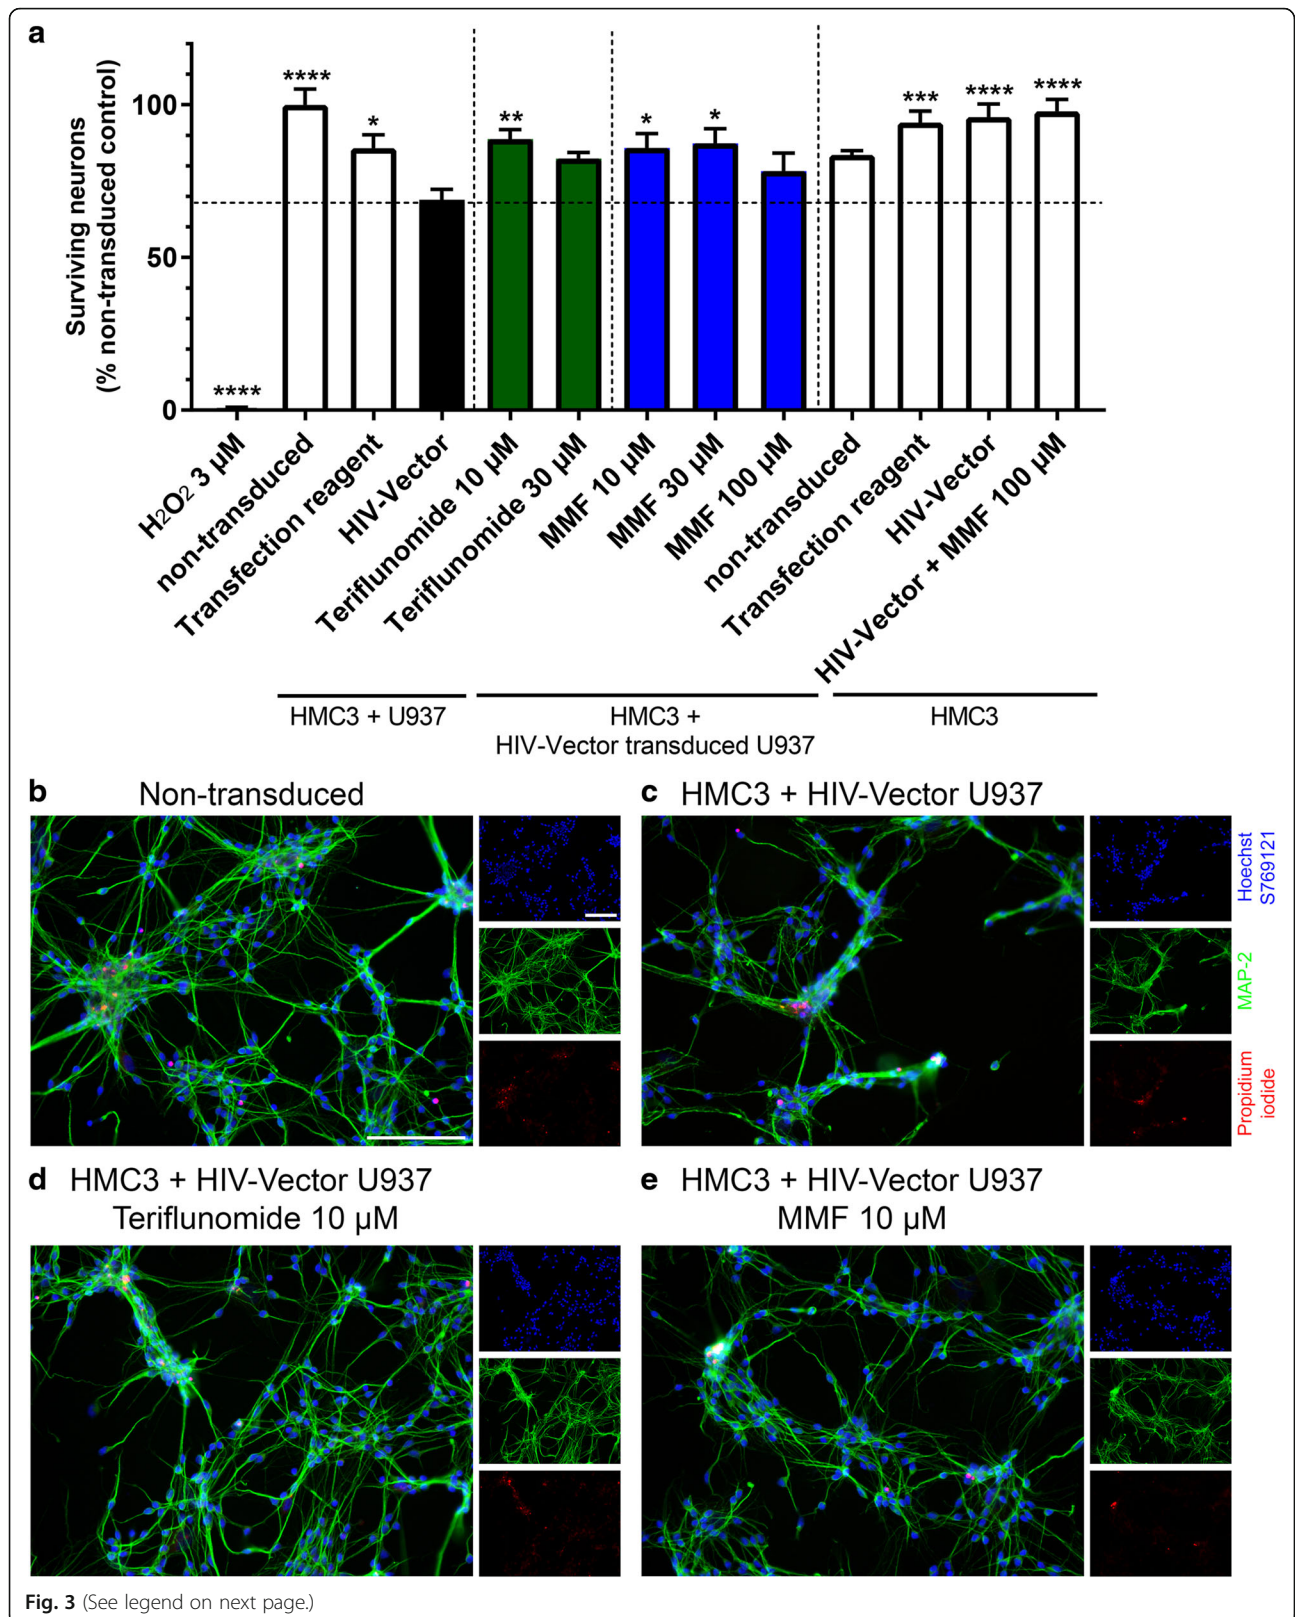 a
Surviving neurons
(% non-transduced control)
100
50
0
****
****
*
**
*
*
***
****
****
H2O2 3 µM
non-transduced
Transfection reagent
HIV-Vector
Teriflunomide 10 µM
Teriflunomide 30 µM
MMF 10 µM
MMF 30 µM
MMF 100 µM
non-transduced
Transfection reagent
HIV-Vector
HIV-Vector + MMF 100 µM
HMC3 + U937
HMC3 +
HIV-Vector transduced U937
HMC3
b Non-transduced
c HMC3 + HIV-Vector U937
Hoechst
S769121
MAP-2
Propidium
iodide
d HMC3 + HIV-Vector U937
Teriflunomide 10 µM
e HMC3 + HIV-Vector U937
MMF 10 µM
Fig. 3 (See legend on next page.)